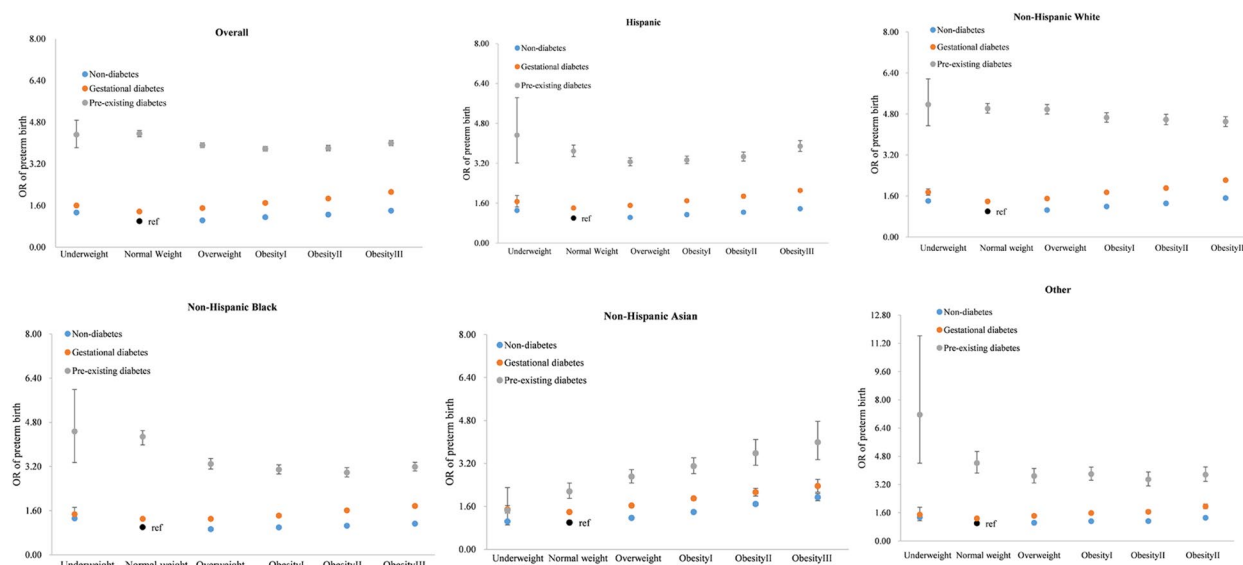 Overall
OR of preterm birth
8.00
6.40
4.80
3.20
1.60
0.00
Non-diabetes
Gestational diabetes
Pre-existing diabetes
ref
Underweight Normal Weight Overweight ObesityI ObesityII ObesityIII
Hispanic
OR of preterm birth
8.00
6.40
4.80
3.20
1.60
0.00
Non-diabetes
Gestational diabetes
Pre-existing diabetes
ref
Underweight Normal Weight Overweight ObesityI ObesityII ObesityIII
Non-Hispanic White
OR of preterm birth
8.00
6.40
4.80
3.20
1.60
0.00
Non-diabetes
Gestational diabetes
Pre-existing diabetes
ref
Underweight Normal weight Overweight ObesityI ObesityII ObesityII
Non-Hispanic Black
OR of preterm birth
8.00
6.40
4.80
3.20
1.60
0.00
Non-diabetes
Gestational diabetes
Pre-existing diabetes
ref
Underweight Normal weight Overweight ObesityI ObesityII ObesityIII
Non-Hispanic Asian
OR of preterm birth
8.00
6.40
4.80
3.20
1.60
0.00
Non-diabetes
Gestational diabetes
Pre-existing diabetes
ref
Underweight Normal weight Overweight ObesityI ObesityII ObesityIII
Other
OR of preterm birth
12.80
11.20
9.60
8.00
6.40
4.80
3.20
1.60
0.00
Non-diabetes
Gestational diabetes
Pre-existing diabetes
ref
Underweight Normal weight Overweight ObesityI ObesityII ObesityII